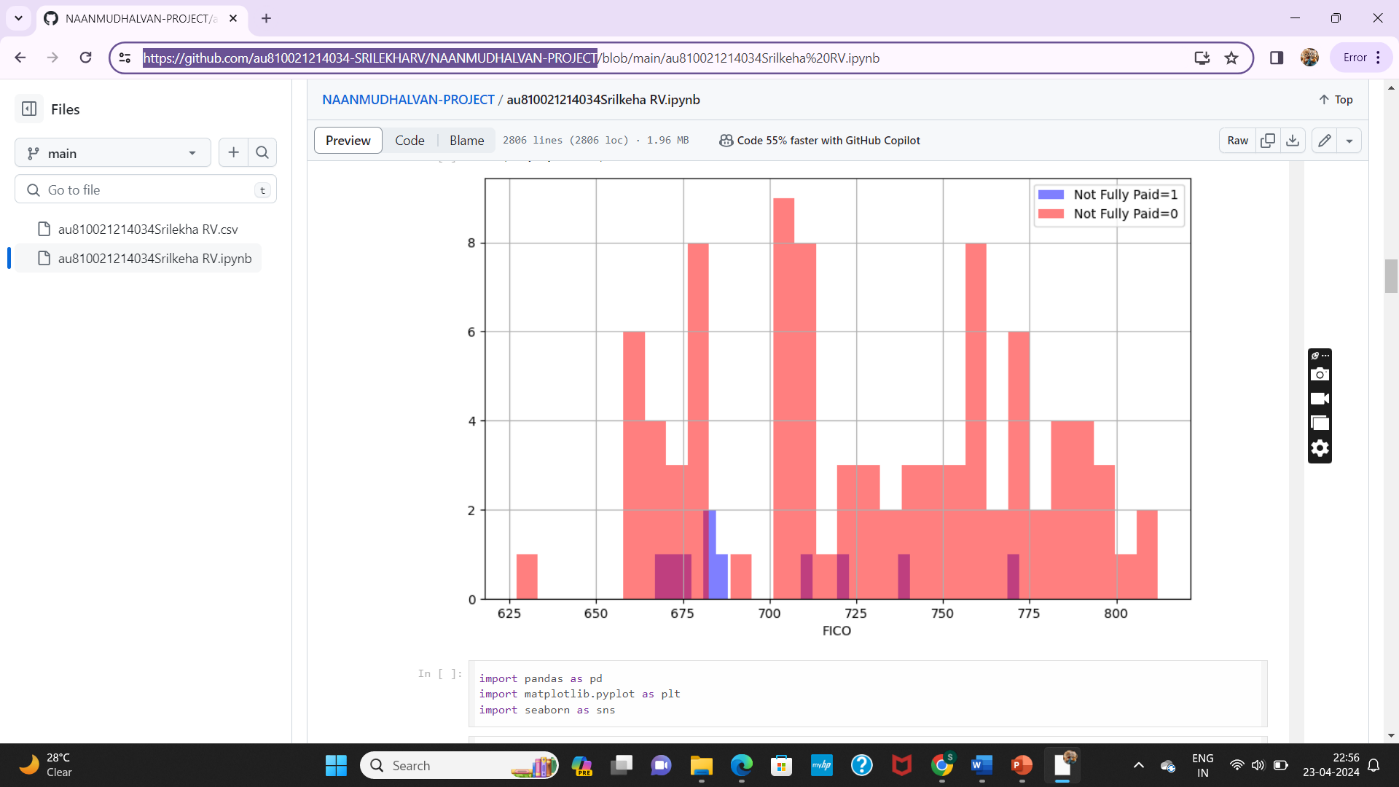 NAANMUDHALVAN-PROJECT/a
https://github.com/au810021214034-SRILEKHARV/NAANMUDHALVAN-PROJECT/blob/main/au810021214034Srilkeha%20RV.ipynb
Error
Files
NAANMUDHALVAN-PROJECT / au810021214034Srilkeha RV.ipynb
Top
main
Preview
Code
Blame
2806 lines (2806 loc) · 1.96 MB
Code 55% faster with GitHub Copilot
Raw
Go to file
t
au810021214034Srilekha RV.csv
au810021214034Srilkeha RV.ipynb
Not Fully Paid=1
Not Fully Paid=0
8
6
4
2
0
625 650 675 700 725 750 775 800
FICO
In [ ]:
import pandas as pd
import matplotlib.pyplot as plt
import seaborn as sns
28°C
Clear
Search
PRE
myhp
S
W
P
ENG
IN
22:56
23-04-2024